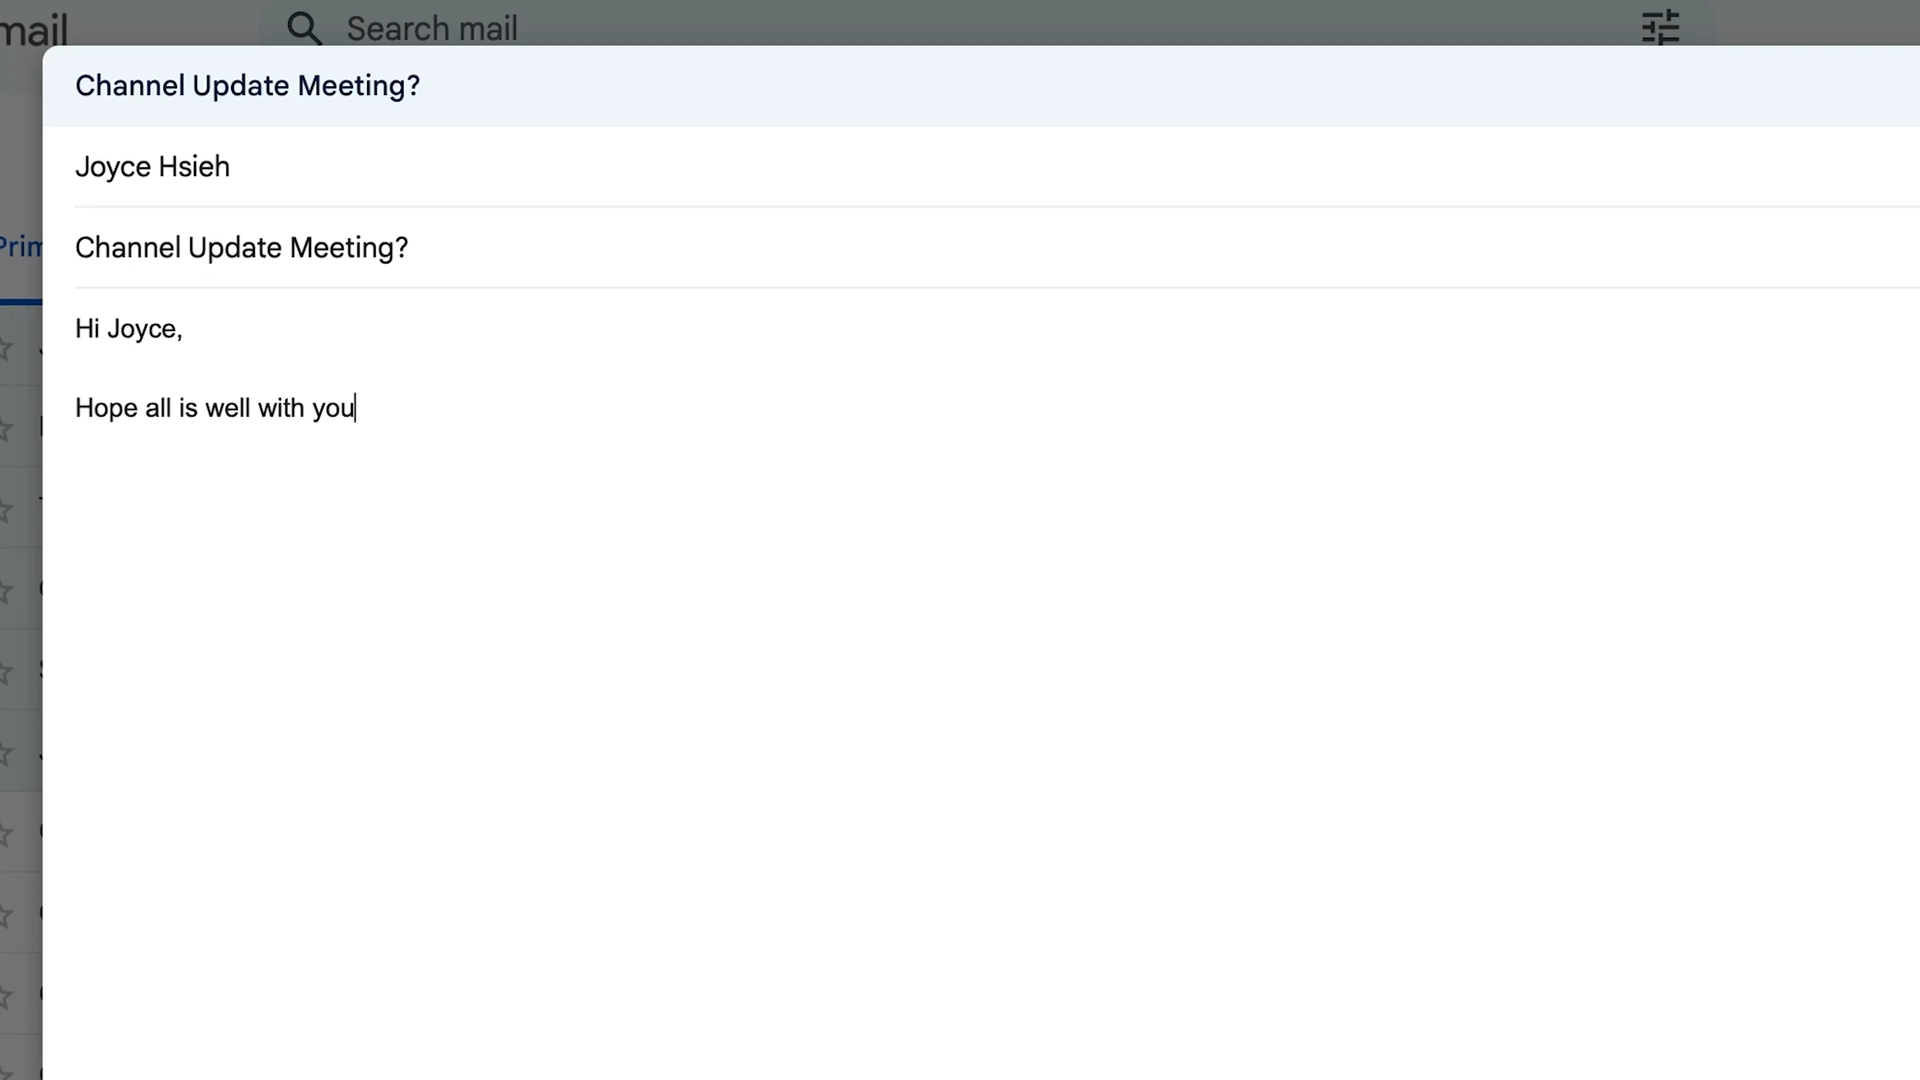 mail
Search mail
Channel Update Meeting?
Joyce Hsieh
Channel Update Meeting?
Prim
Hi Joyce,
Hope all is well with you